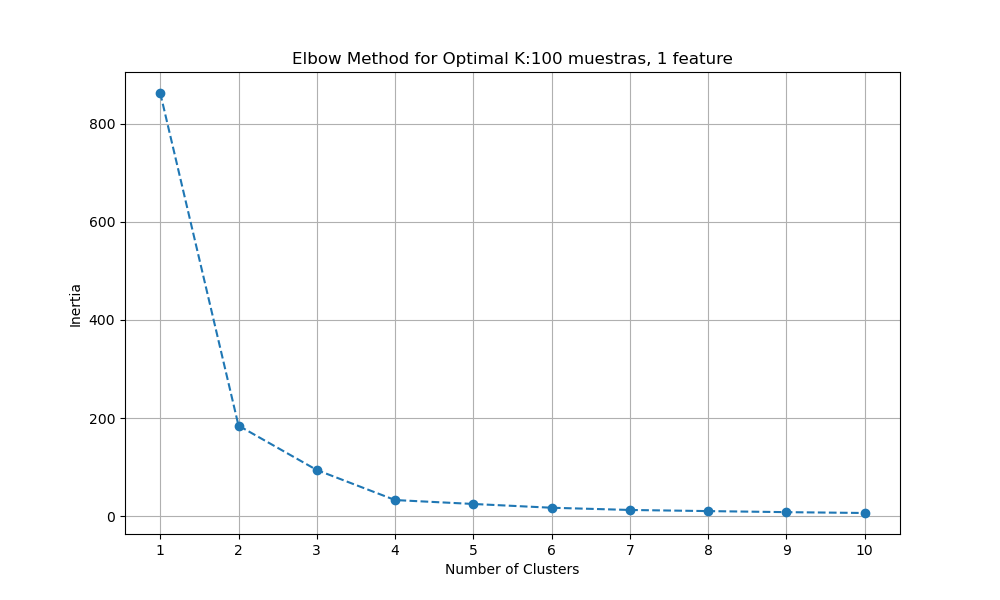 Elbow Method for Optimal K:100 muestras, 1 feature
800
600
400
200
0
Inertia
1 2 3 4 5 6 7 8 9 10
Number of Clusters